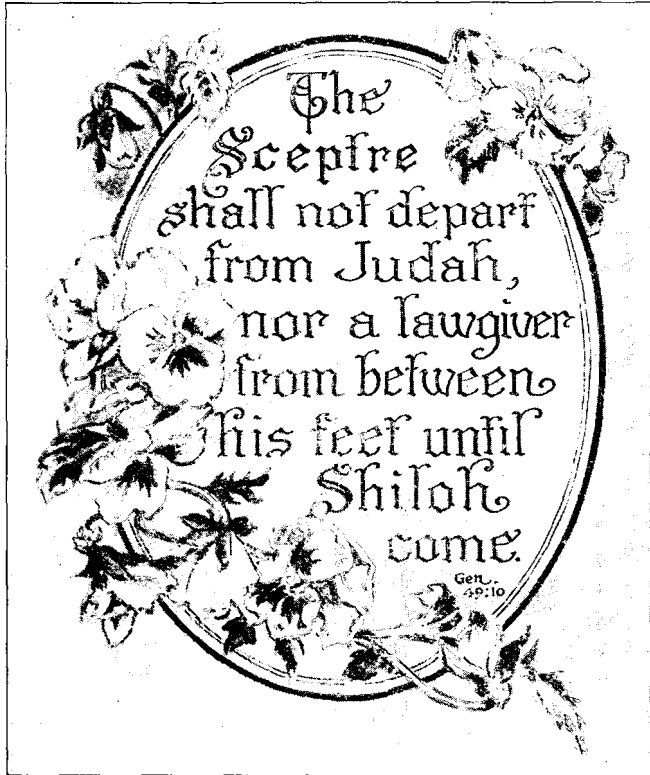 The
Sceptre
shall not depart
from Judah,
nor a lawgiver
from between
his feet until
Shiloh
come.
Gen.
49:10